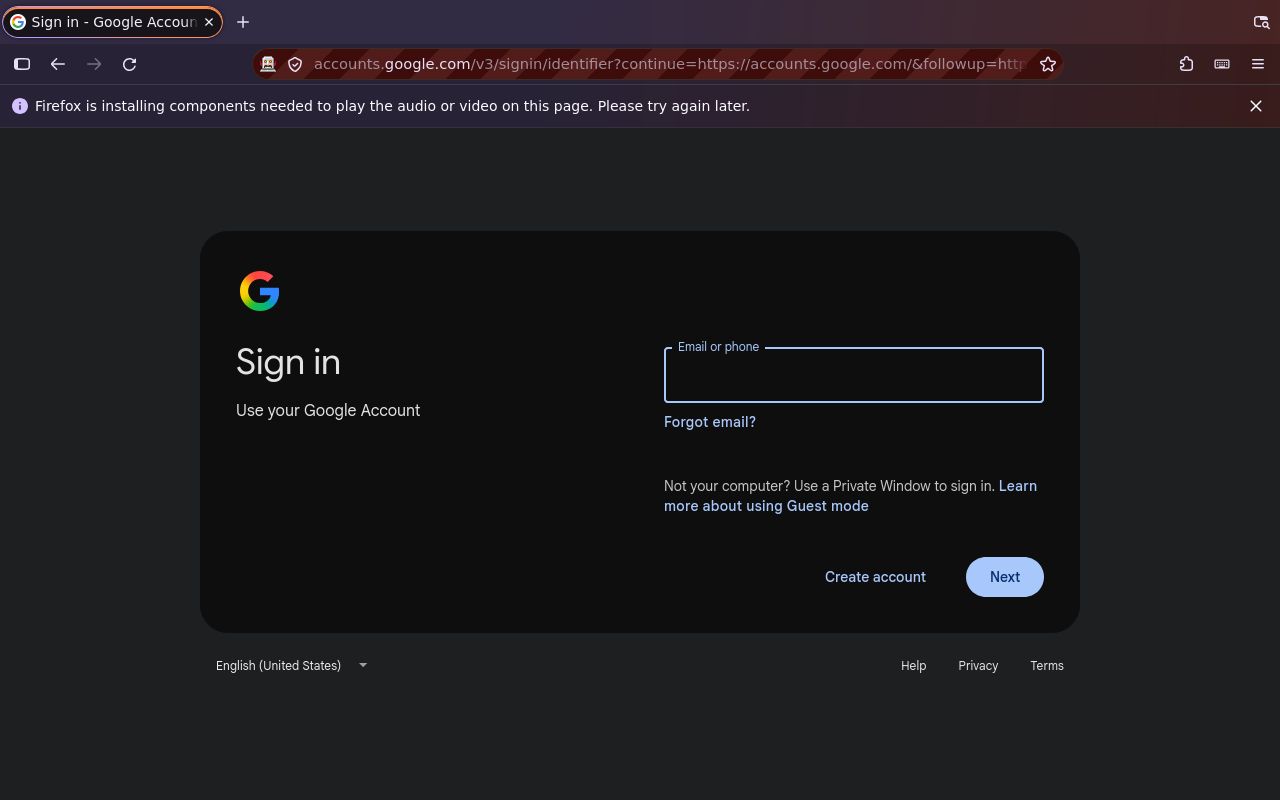 Sign in - Google Accoun
accounts.google.com/v3/signin/identifier?continue=https://accounts.google.com/&followup=http
Firefox is installing components needed to play the audio or video on this page. Please try again later.
Sign in
Use your Google Account
Email or phone
Forgot email?
Not your computer? Use a Private Window to sign in. Learn
more about using Guest mode
Create account
Next
English (United States)
Help
Privacy
Terms